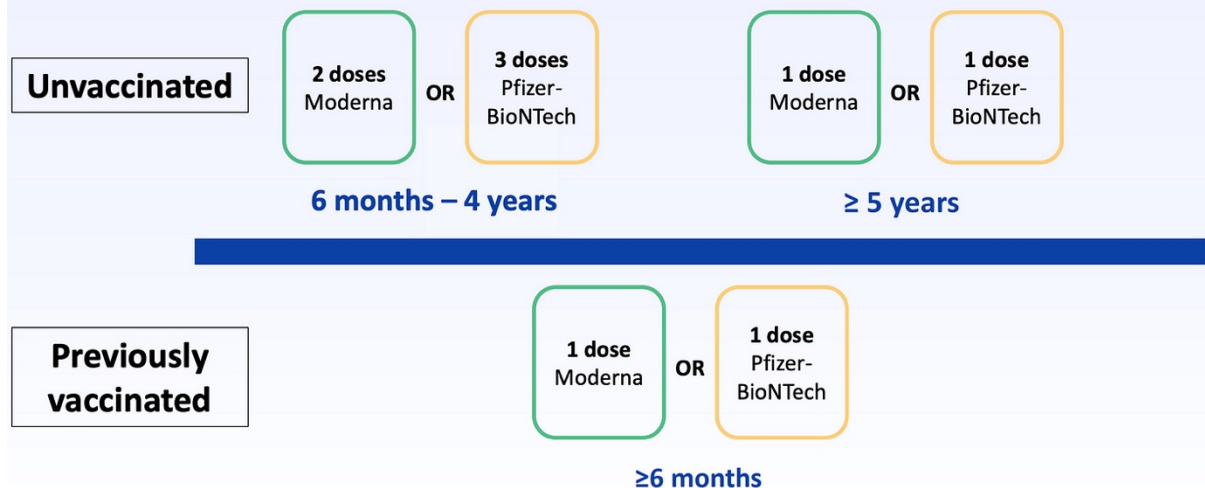 Unvaccinated
2 doses
Moderna
OR
3 doses
Pfizer-
BioNTech
1 dose
Moderna
OR
1 dose
Pfizer-
BioNTech
6 months – 4 years
≥ 5 years
Previously
vaccinated
1 dose
Moderna
OR
1 dose
Pfizer-
BioNTech
≥6 months